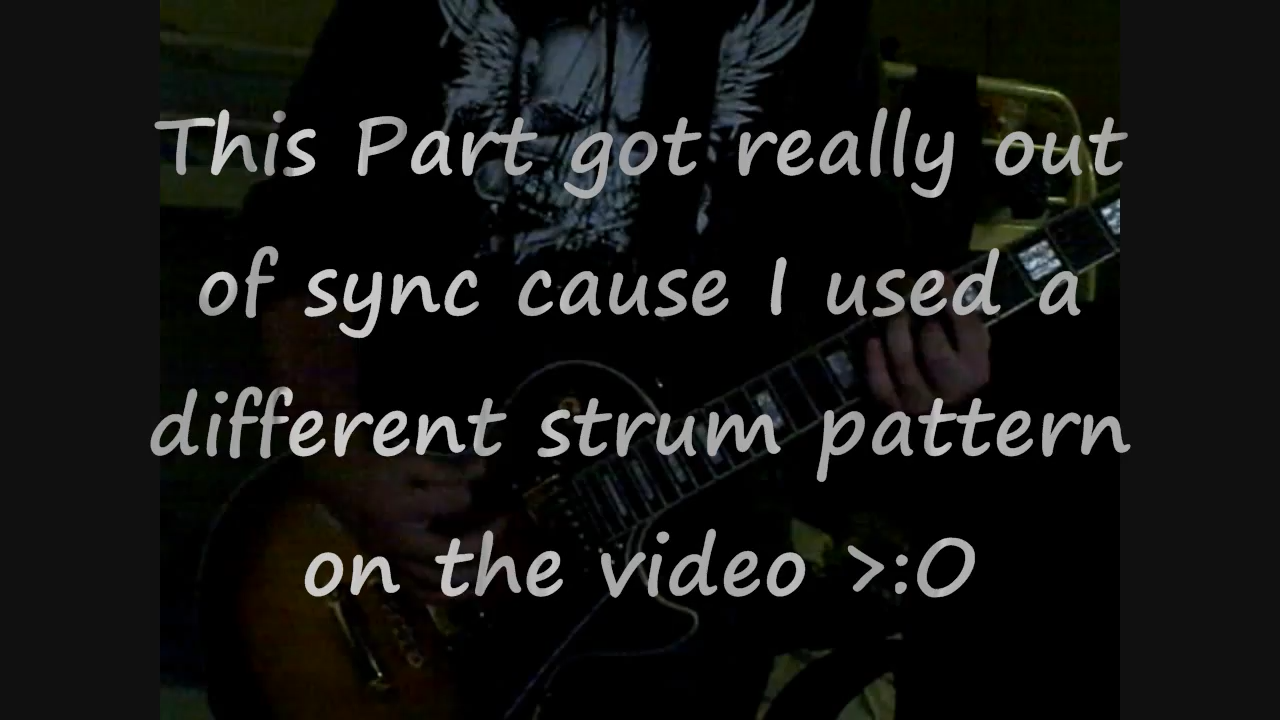 This Part got really out
of sync cause I used a
different strum pattern
on the video >:O